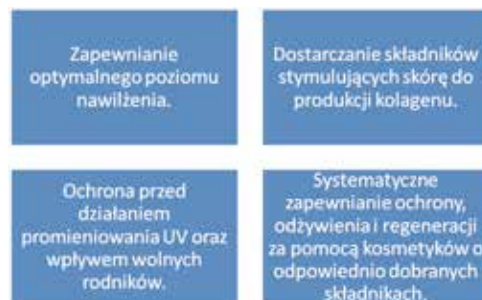 Zapewnianie
optymalnego poziomu
nawilżenia.
Dostarczanie składników
stymulujących skórę do
produkcji kolagenu.
Ochrona przed
działaniem
promieniowania UV oraz
wpływem wolnych
rodników.
Systematyczne
zapewnianie ochrony,
odżywienia i regeneracji
za pomocą kosmetyków o
odpowiednio dobranych
składnikach.